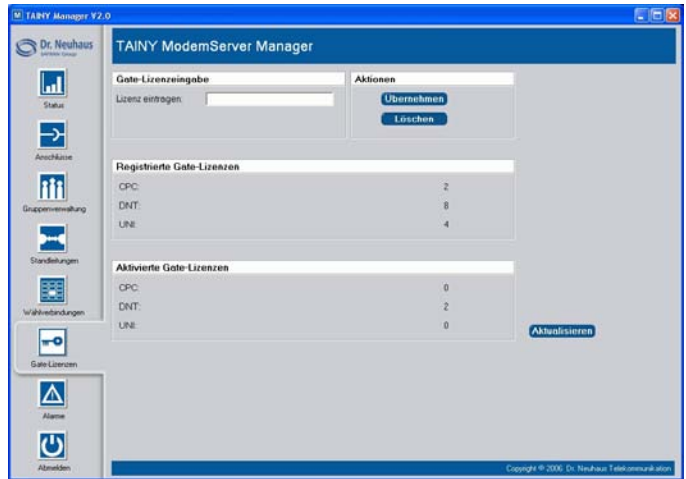 TAINY Manager V2.0
Dr. Neuhaus
TAINY ModemServer Manager
Status
Anschlüsse
Gruppenverwaltung
Standleitungen
Wählverbindungen
Gate-Lizenzen
Alarme
Abmelden
Gate-Lizenzeingabe
Lizenz eintragen:
Aktionen
Übernehmen
Löschen
Registrierte Gate-Lizenzen
CPC: 2
DNT: 8
UNI: 4
Aktivierte Gate-Lizenzen
CPC: 0
DNT: 2
UNI: 0
Aktualisieren
Copyright © 2006 Dr. Neuhaus Telekommunikation